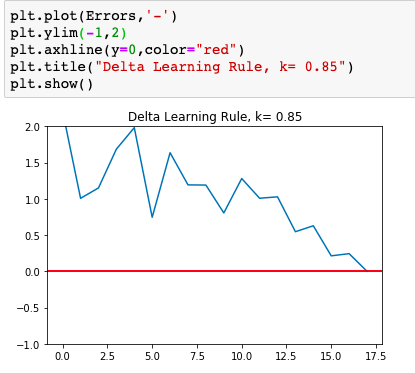 plt.plot(Errors,'-')
plt.ylim(-1,2)
plt.axhline(y=0,color="red")
plt.title("Delta Learning Rule, k= 0.85")
plt.show()
Delta Learning Rule, k= 0.85
2.0
1.5
1.0
0.5
0.0
−0.5
−1.0
0.0 2.5 5.0 7.5 10.0 12.5 15.0 17.5